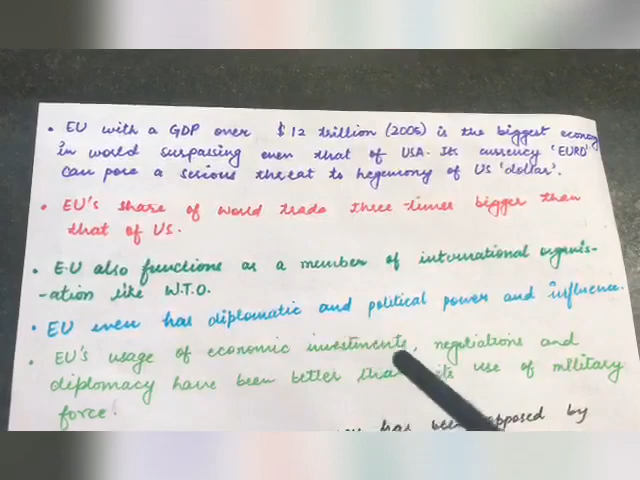 • EU with a GDP over $12 trillion (2005) is the biggest economy
in world surpassing even that of USA. Its currency 'EURO'
can pose a serious threat to hegemony of US 'dollar'.
• EU's share of world trade three-times bigger than
that of US.
• E.U also functions as a member of international organis-
-ation like W.T.O.
• EU even has diplomatic and political power and influence.
• EU's usage of economic investments, negotiations and
diplomacy have been better than its use of military
force!
has been opposed by